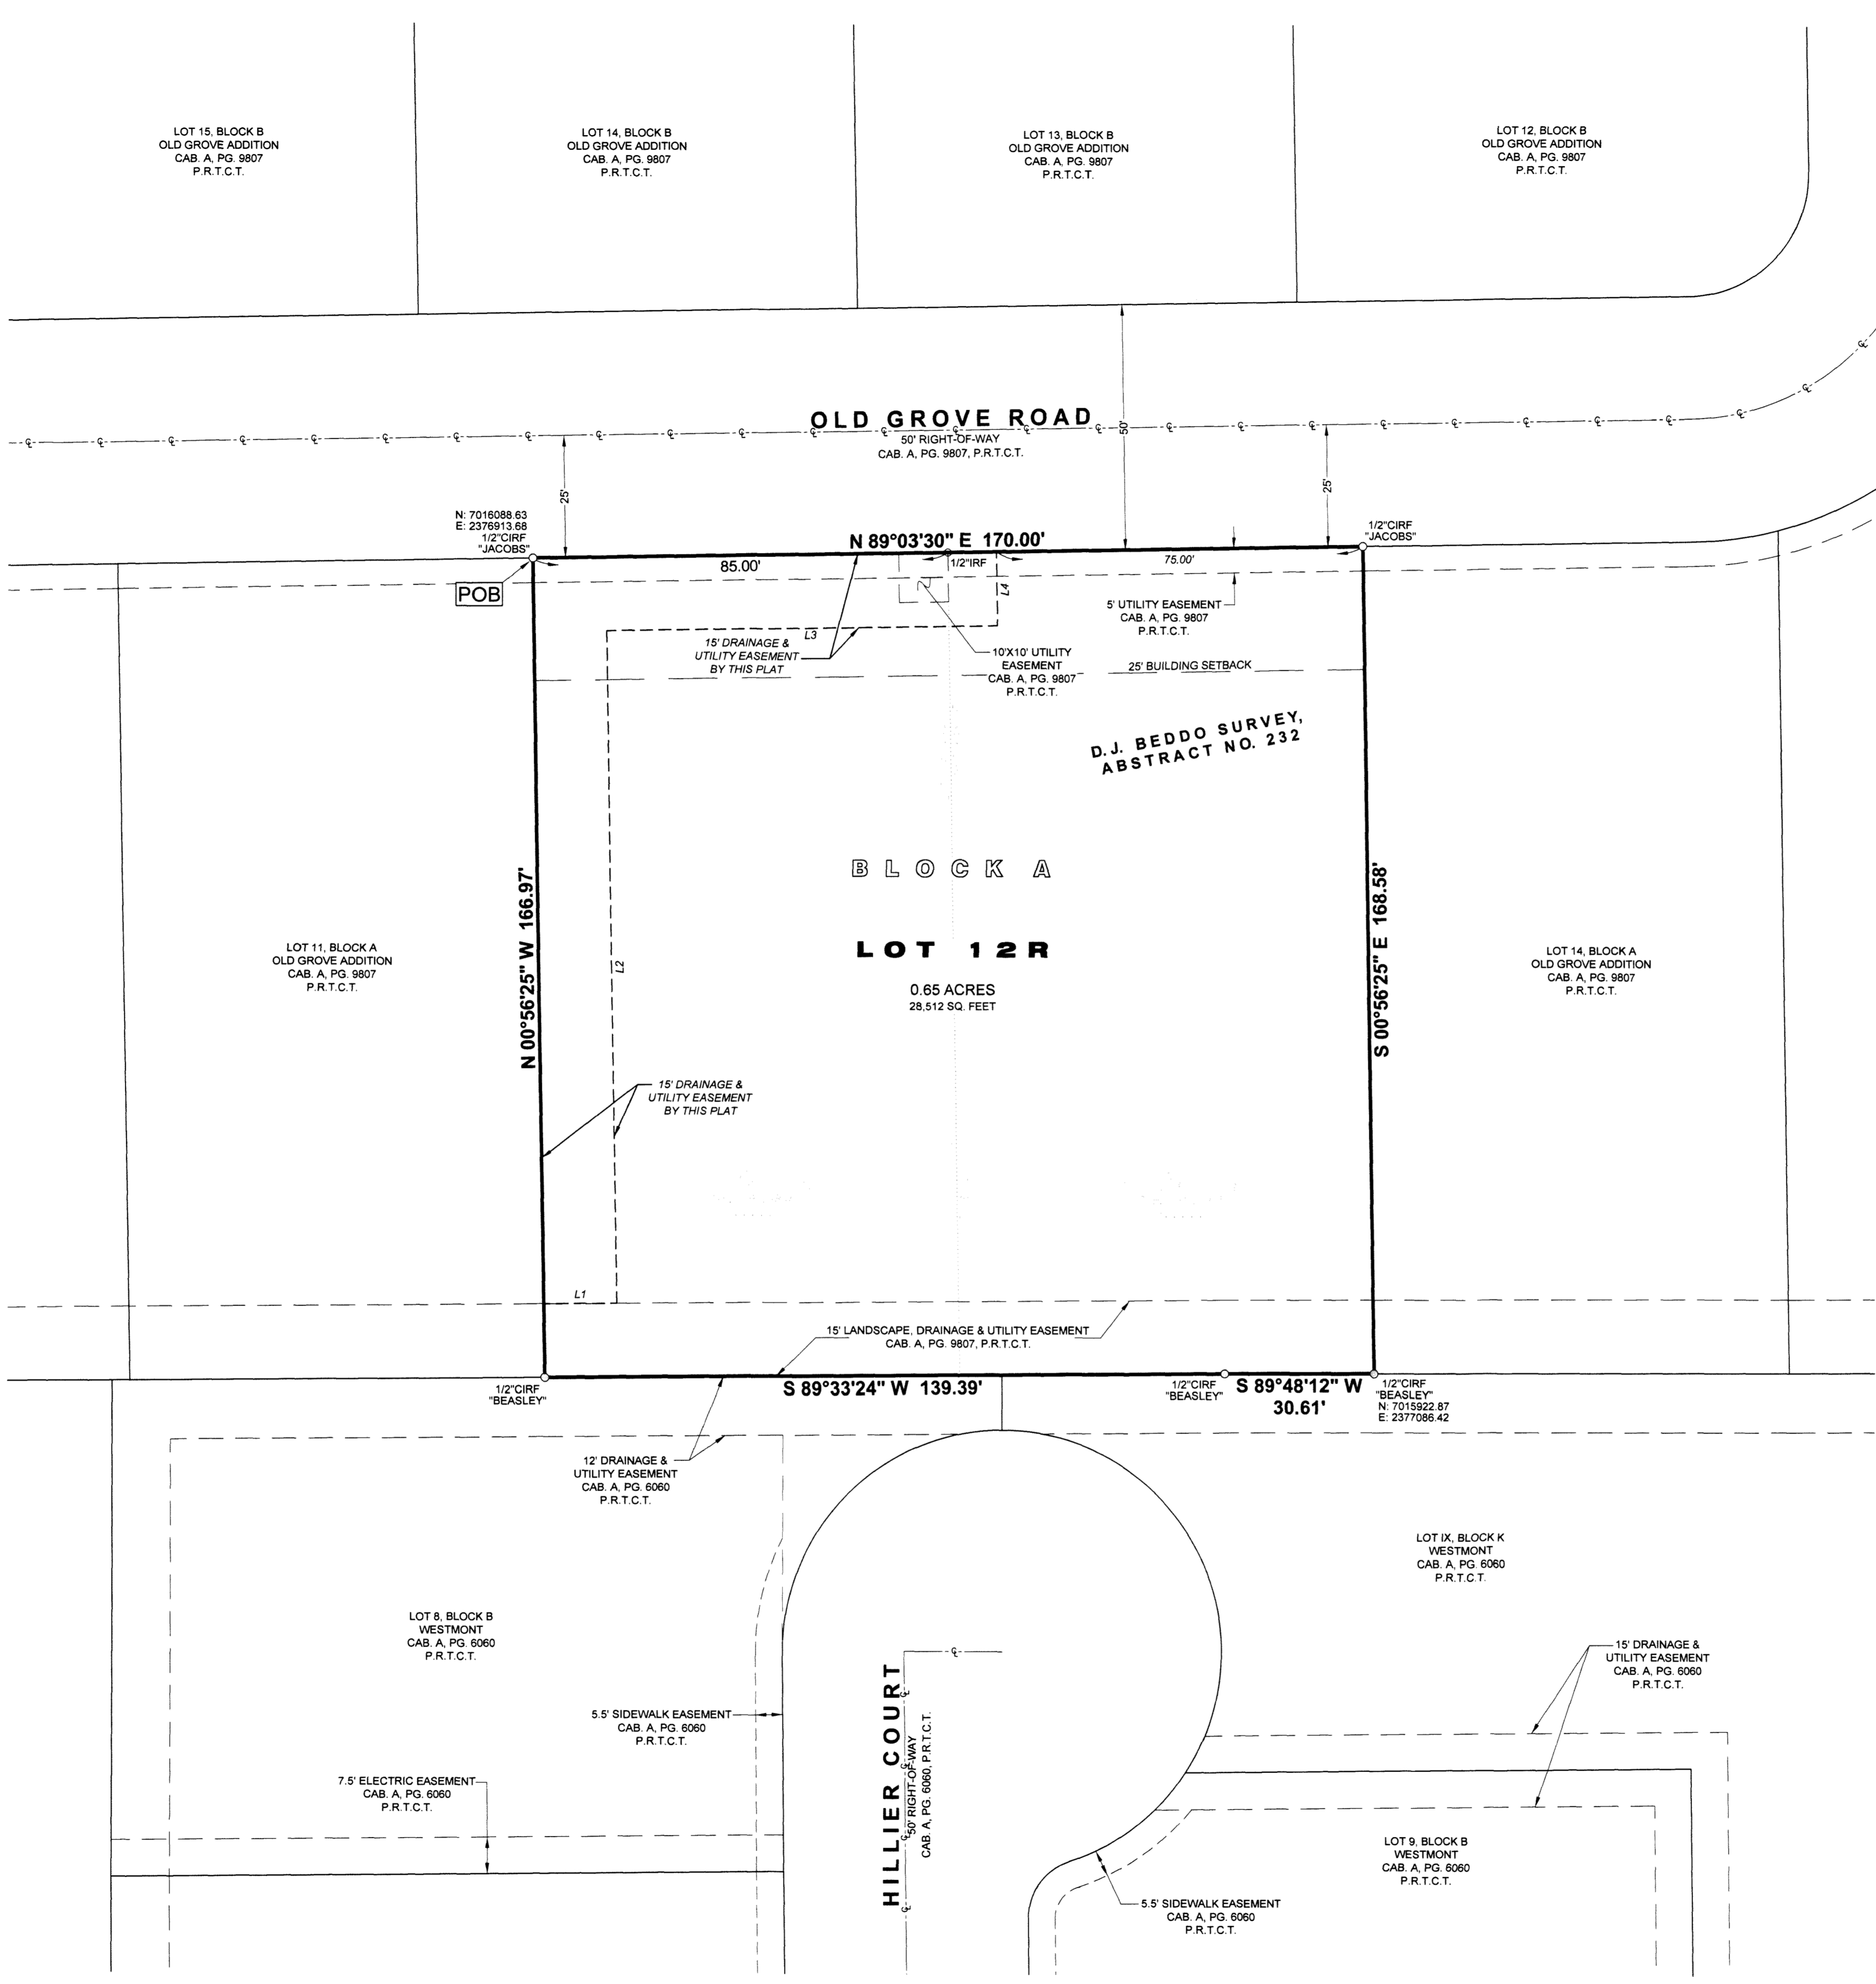 LOT 15, BLOCK B
OLD GROVE ADDITION
CAB. A, PG. 9807
P.R.T.C.T.
LOT 14, BLOCK B
OLD GROVE ADDITION
CAB. A, PG. 9807
P.R.T.C.T.
LOT 13, BLOCK B
OLD GROVE ADDITION
CAB. A, PG. 9807
P.R.T.C.T.
LOT 12, BLOCK B
OLD GROVE ADDITION
CAB. A, PG. 9807
P.R.T.C.T.
OLD GROVE ROAD
50' RIGHT-OF-WAY
CAB. A, PG. 9807, P.R.T.C.T.
50'
25'
25'
N: 7016088.63
E: 2376913.68
1/2"CIRF
"JACOBS"
POB
N 89°03'30" E 170.00'
85.00'
1/2"IRF
75.00'
1/2"CIRF
"JACOBS"
L4
5' UTILITY EASEMENT
CAB. A, PG. 9807
P.R.T.C.T.
L3
15' DRAINAGE &
UTILITY EASEMENT
BY THIS PLAT
10'X10' UTILITY
EASEMENT
CAB. A, PG. 9807
P.R.T.C.T.
25' BUILDING SETBACK
D.J. BEDDO SURVEY,
ABSTRACT NO. 232
BLOCK A
LOT 12R
0.65 ACRES
28,512 SQ. FEET
N 00°56'25" W 166.97'
L2
S 00°56'25" E 168.58'
LOT 11, BLOCK A
OLD GROVE ADDITION
CAB. A, PG. 9807
P.R.T.C.T.
LOT 14, BLOCK A
OLD GROVE ADDITION
CAB. A, PG. 9807
P.R.T.C.T.
15' DRAINAGE &
UTILITY EASEMENT
BY THIS PLAT
L1
15' LANDSCAPE, DRAINAGE & UTILITY EASEMENT
CAB. A, PG. 9807, P.R.T.C.T.
1/2"CIRF
"BEASLEY"
S 89°33'24" W 139.39'
1/2"CIRF
"BEASLEY"
S 89°48'12" W
30.61'
1/2"CIRF
"BEASLEY"
N: 7015922.87
E: 2377086.42
12' DRAINAGE &
UTILITY EASEMENT
CAB. A, PG. 6060
P.R.T.C.T.
LOT IX, BLOCK K
WESTMONT
CAB. A, PG. 6060
P.R.T.C.T.
LOT 8, BLOCK B
WESTMONT
CAB. A, PG. 6060
P.R.T.C.T.
15' DRAINAGE &
UTILITY EASEMENT
CAB. A, PG. 6060
P.R.T.C.T.
5.5' SIDEWALK EASEMENT
CAB. A, PG. 6060
P.R.T.C.T.
HILLIER COURT
50' RIGHT-OF-WAY
CAB. A, PG. 6060, P.R.T.C.T.
7.5' ELECTRIC EASEMENT
CAB. A, PG. 6060
P.R.T.C.T.
LOT 9, BLOCK B
WESTMONT
CAB. A, PG. 6060
P.R.T.C.T.
5.5' SIDEWALK EASEMENT
CAB. A, PG. 6060
P.R.T.C.T.